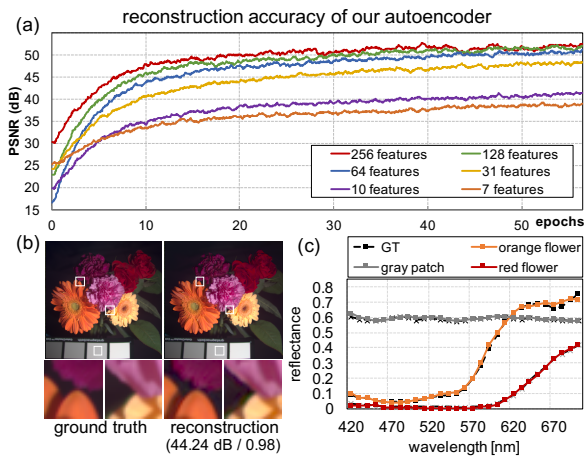 reconstruction accuracy of our autoencoder
(a)
PSNR (dB)
55
50
45
40
35
30
25
20
15
0
10
20
30
40
50
epochs
256 features
128 features
64 features
31 features
10 features
7 features
(b)
ground truth
reconstruction
(44.24 dB / 0.98)
(c)
GT
orange flower
gray patch
red flower
reflectance
0.8
0.7
0.6
0.5
0.4
0.3
0.2
0.1
0
420
470
520
570
620
670
wavelength [nm]